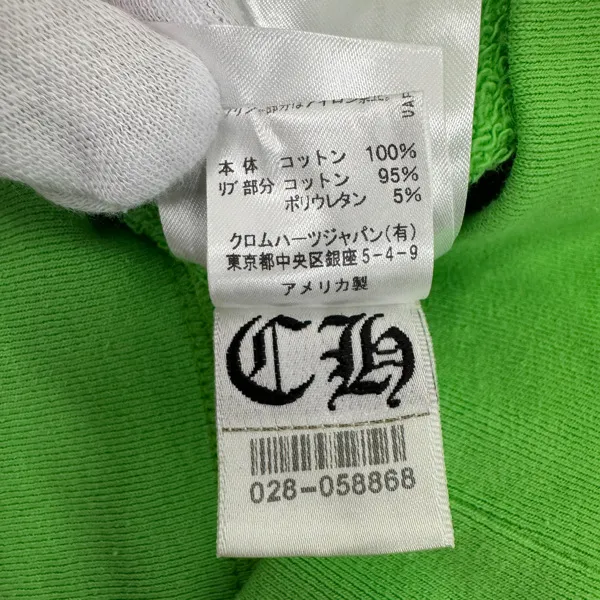 本体 コットン 100%
リブ部分 コットン 95%
ポリウレタン 5%
クロムハーツジャパン(有)
東京都中央区銀座5-4-9
アメリカ製
CH
028-058868